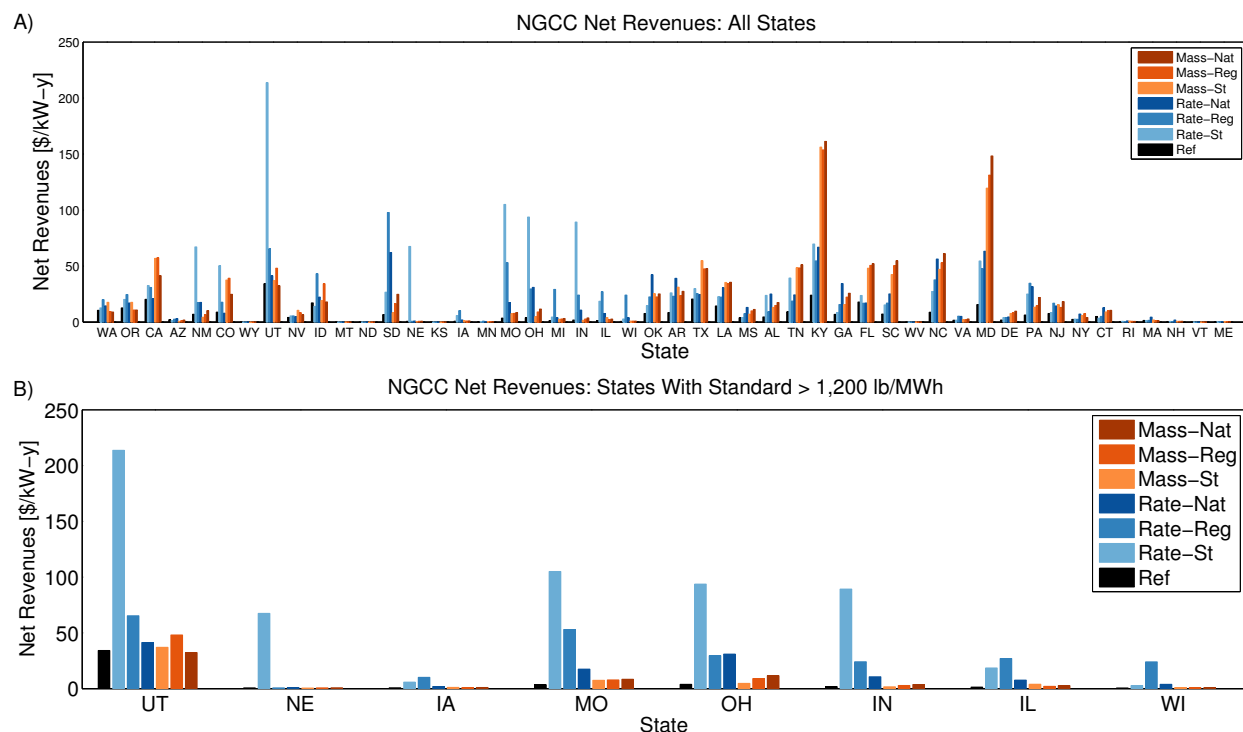 A)
NGCC Net Revenues: All States
Net Revenues [$/kW−y]
250
200
150
100
50
0
Mass−Nat
Mass−Reg
Mass−St
Rate−Nat
Rate−Reg
Rate−St
Ref
WA OR CA AZ NM CO WY UT NV ID MT ND SD NE KS IA MN MO OH MI IN IL WI OK AR TX LA MS AL TN KY GA FL SC WV NC VA MD DE PA NJ NY CT RI MA NH VT ME
State
B)
NGCC Net Revenues: States With Standard > 1,200 lb/MWh
Net Revenues [$/kW−y]
250
200
150
100
50
0
Mass−Nat
Mass−Reg
Mass−St
Rate−Nat
Rate−Reg
Rate−St
Ref
UT NE IA MO OH IN IL WI
State